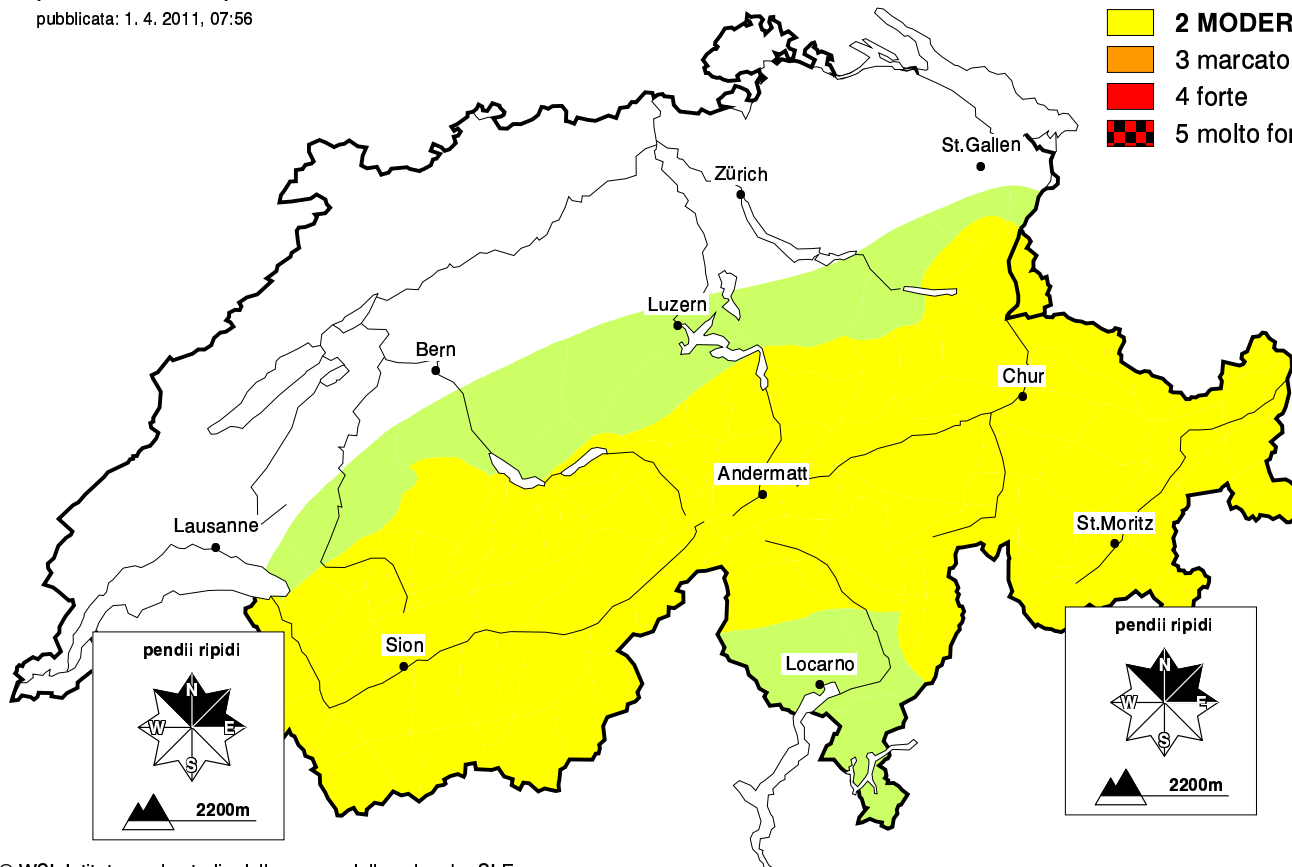 pubblicata: 1. 4. 2011, 07:56
2 MODER
3 marcato
4 forte
5 molto for
St.Gallen
Zürich
Luzern
Bern
Chur
Andermatt
Lausanne
St.Moritz
Sion
Locarno
pendii ripidi
N
W E
S
2200m
pendii ripidi
N
W E
S
2200m